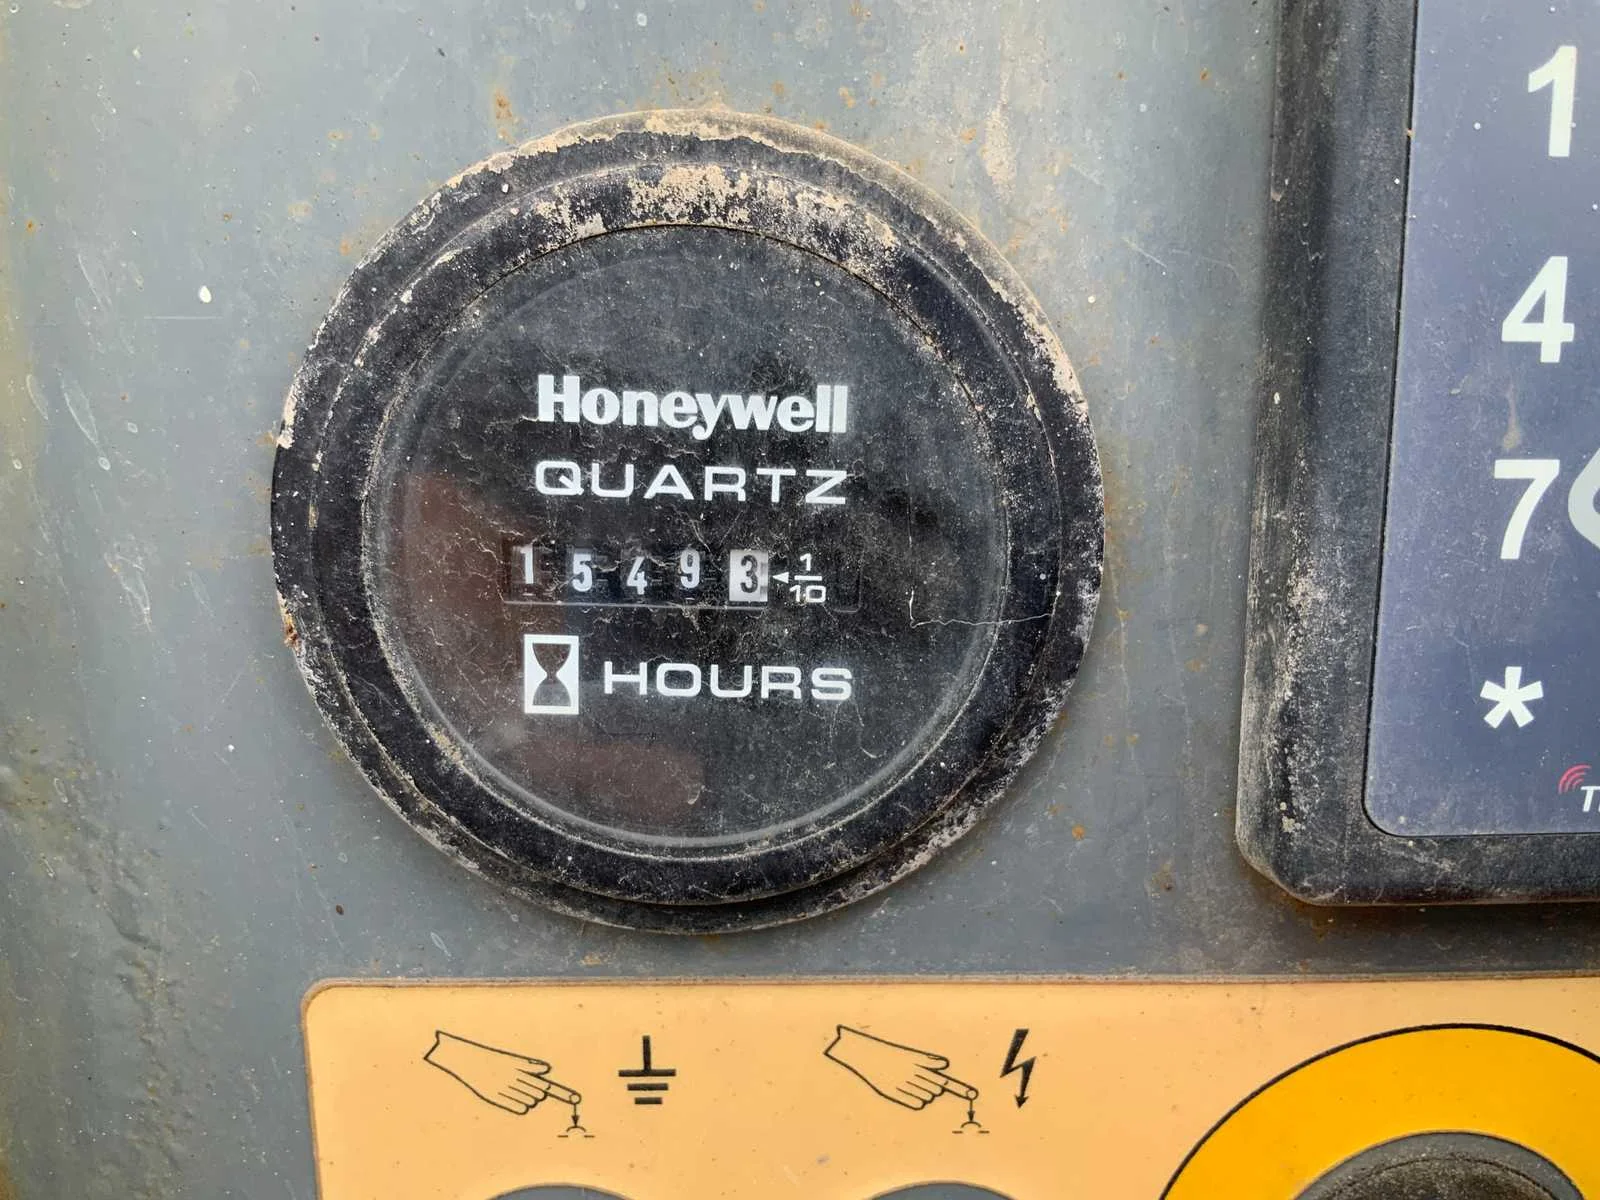 Honeywell
QUARTZ
15493 1/10
HOURS
1
4
7
*